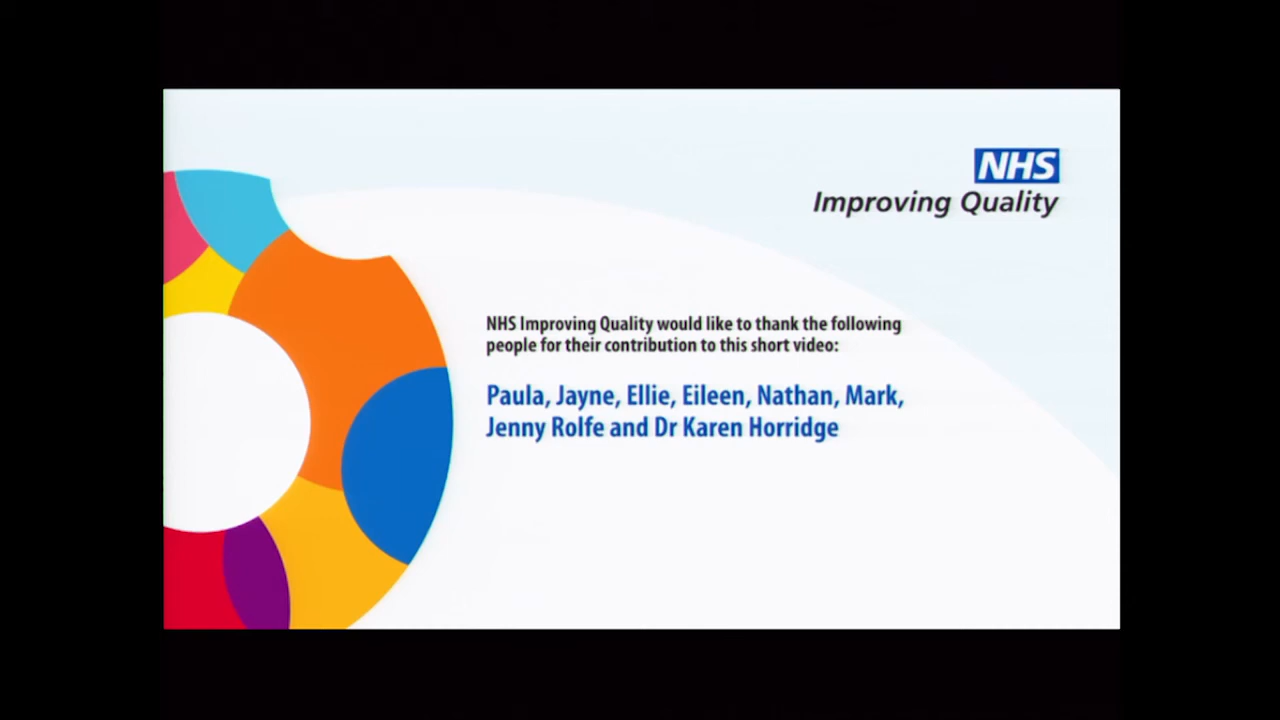 NHS
Improving Quality
NHS Improving Quality would like to thank the following
people for their contribution to this short video:
Paula, Jayne, Ellie, Eileen, Nathan, Mark,
Jenny Rolfe and Dr Karen Horridge